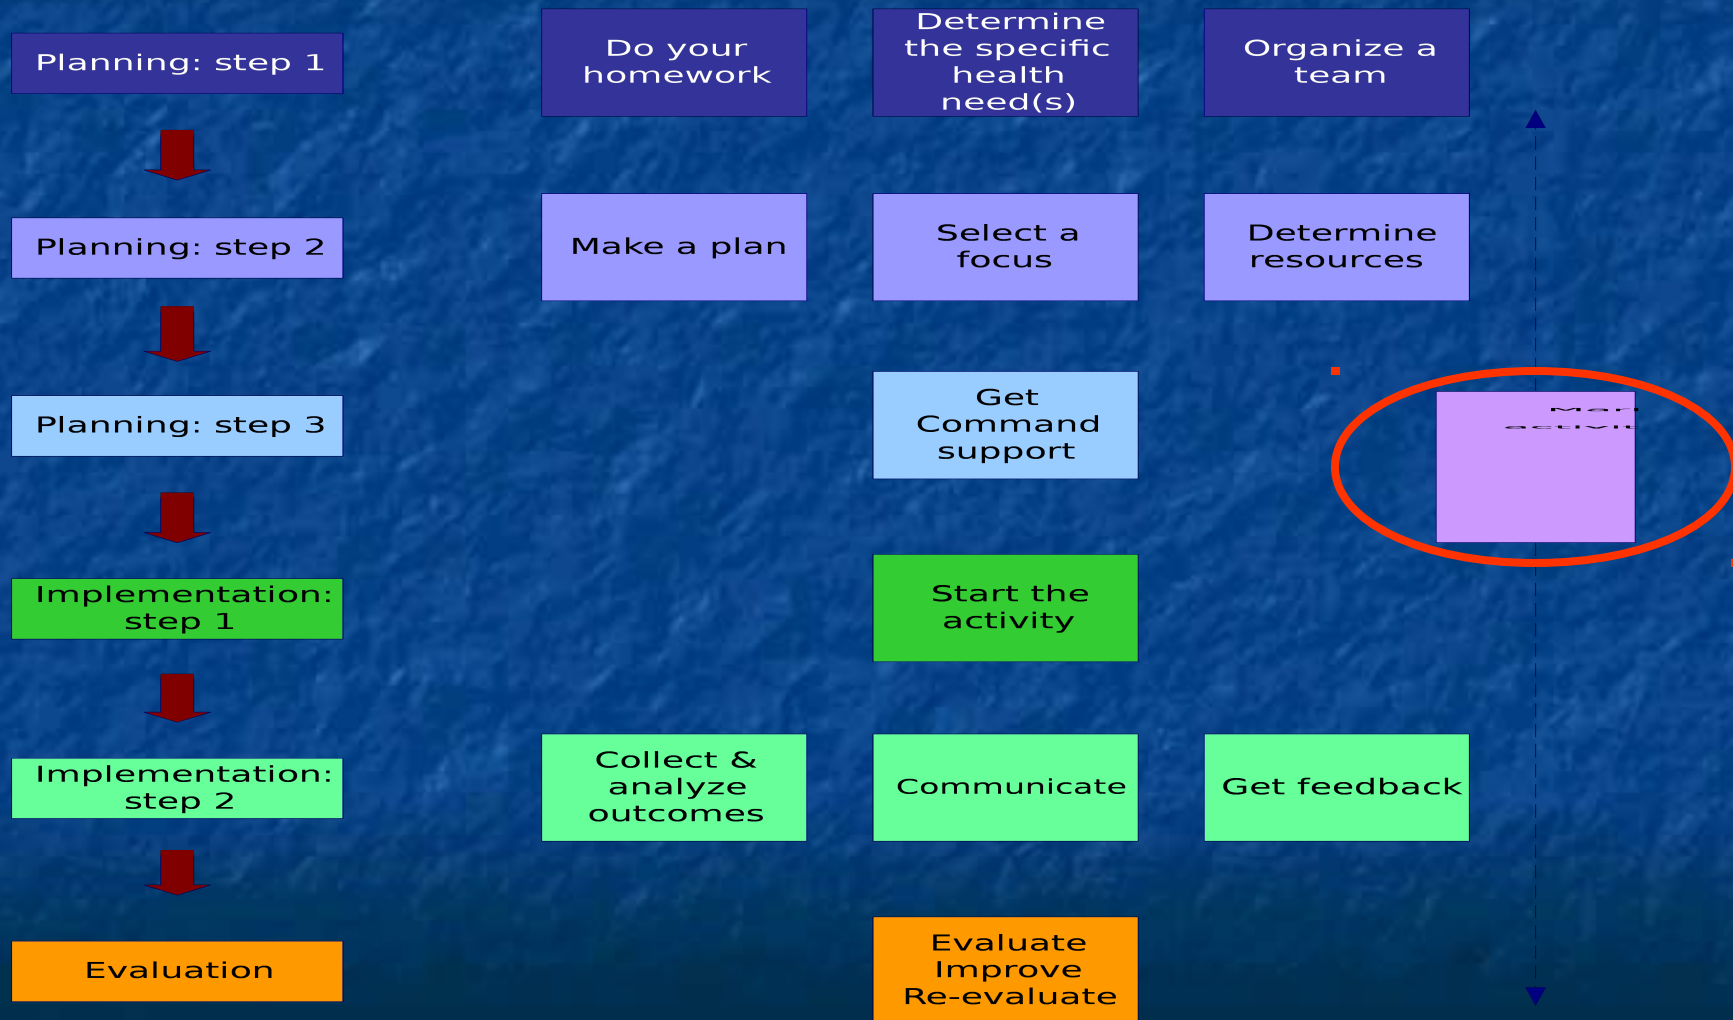 Planning: step 1
Do your
homework
Determine
the specific
health
need(s)
Organize a
team
Planning: step 2
Make a plan
Select a
focus
Determine
resources
Planning: step 3
Get
Command
support
Implementation:
step 1
Start the
activity
Implementation:
step 2
Collect &
analyze
outcomes
Communicate
Get feedback
Evaluation
Evaluate
Improve
Re-evaluate